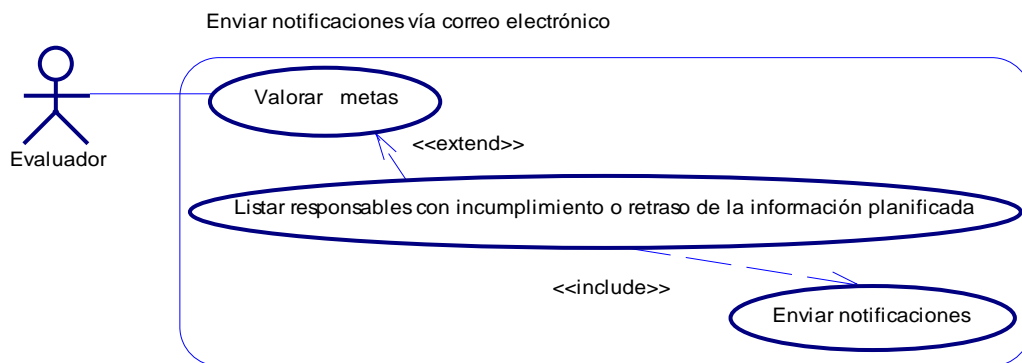 Enviar notificaciones vía correo electrónico
Valorar metas
Evaluador
<<extend>>
Listar responsables con incumplimiento o retraso de la información planificada
<<include>>
Enviar notificaciones